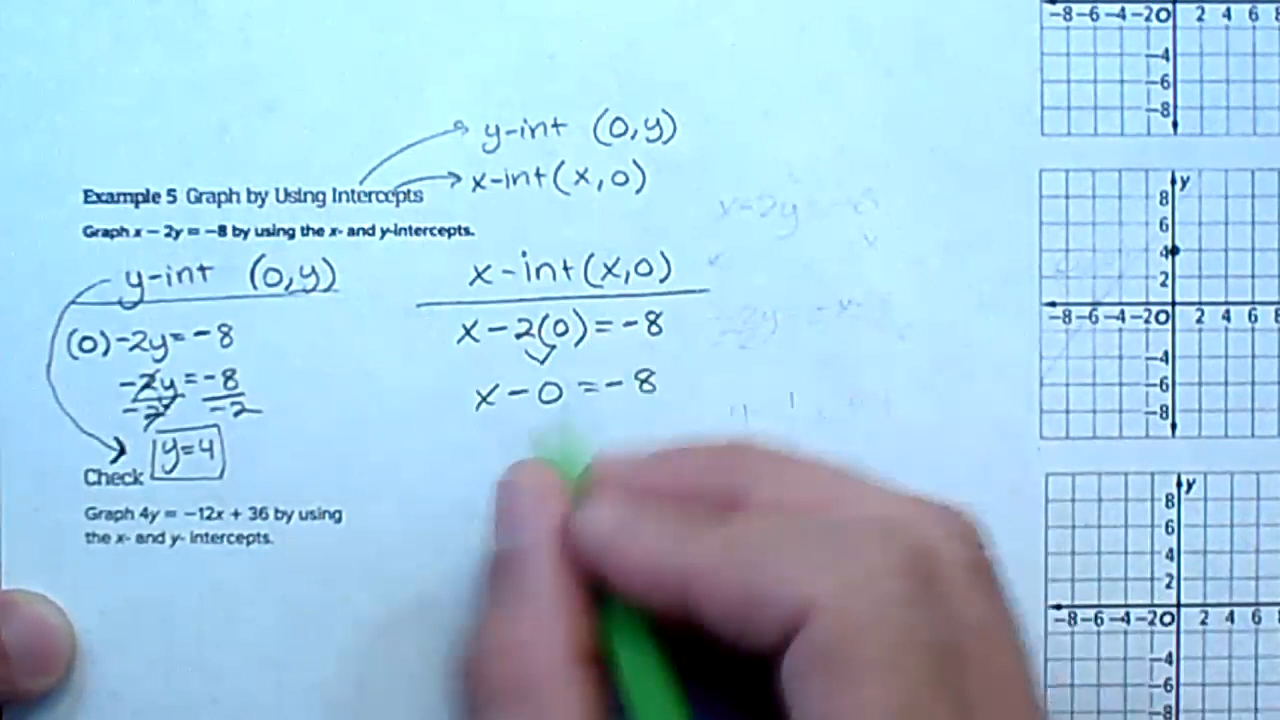 y-int (0,y)
x-int (x,0)
Example 5 Graph by Using Intercepts
Graph x – 2y = –8 by using the x- and y-intercepts.
y-int (0,y)
(0)-2y=-8
-2y=-8
-2 -2
y=4
x-int (x,0)
x-2(0)=-8
x-0=-8
Check
Graph 4y = –12x + 36 by using
the x- and y- intercepts.
-8 -6 -4 -2 O 2 4 6 8
-4
-6
-8
y
8
6
4
2
-8 -6 -4 -2 O 2 4 6 8
-4
-6
-8
y
8
6
4
2
-8 -6 -4 -2 O 2 4 6 8
-4
-6
-8